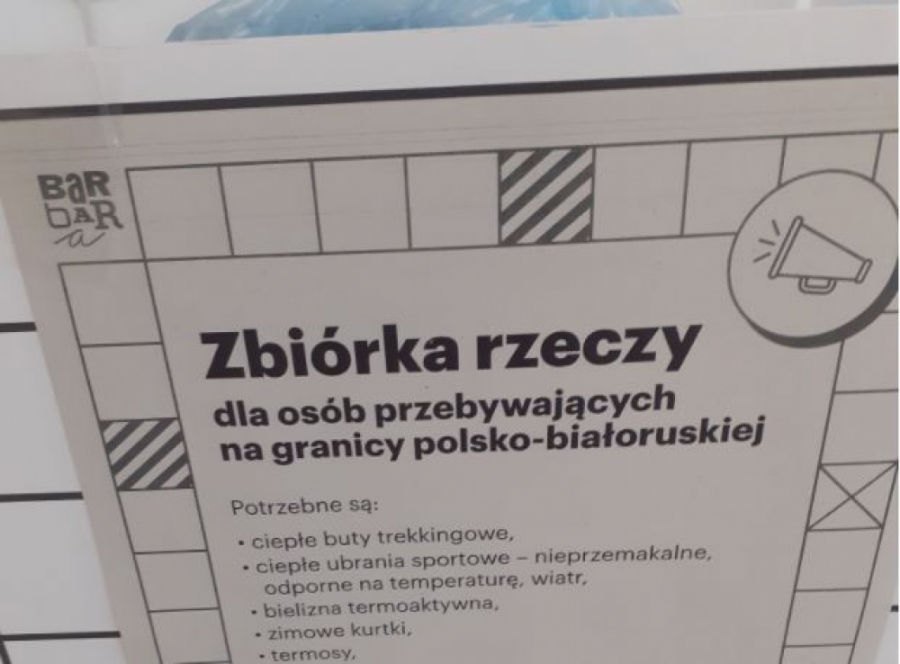 BaR
baR
a
Zbiórka rzeczy
dla osób przebywających
na granicy polsko-białoruskiej
Potrzebne są:
• ciepłe buty trekkingowe,
• ciepłe ubrania sportowe – nieprzemakalne,
odporne na temperaturę, wiatr,
• bielizna termoaktywna,
• zimowe kurtki,
• termosy,